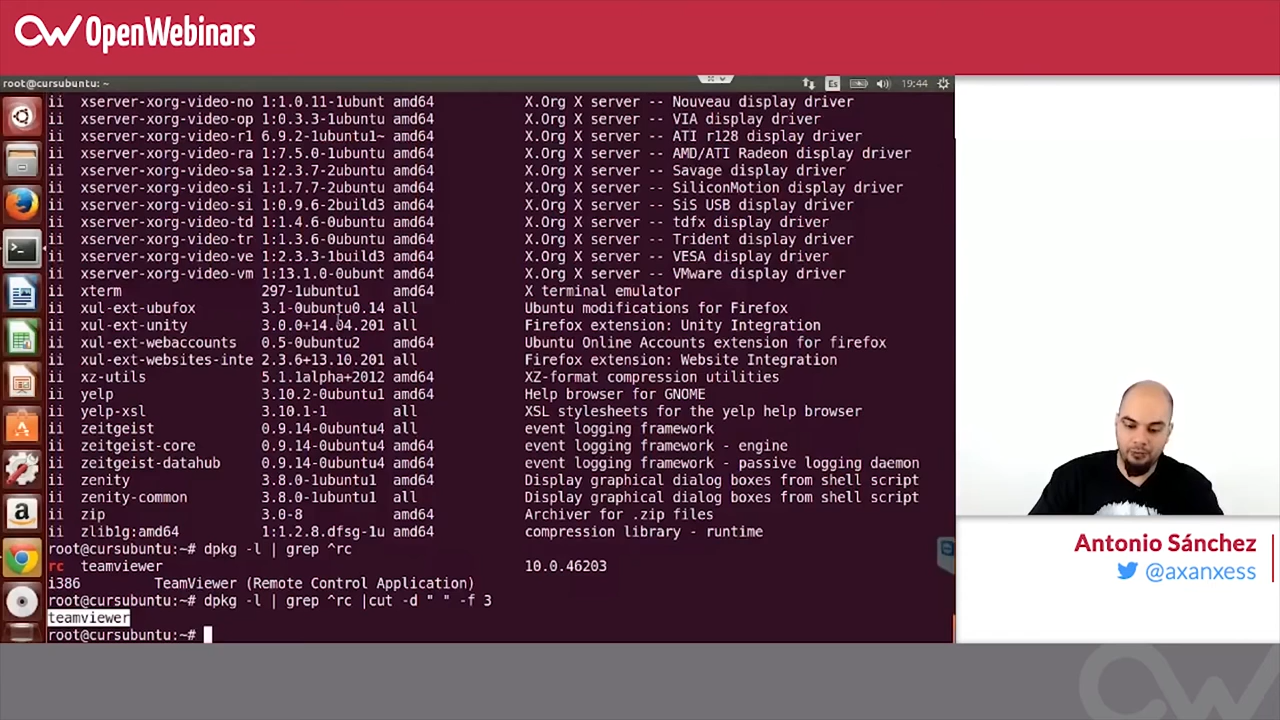 OpenWebinars
root@cursubuntu: ~
Es
19:44
ii xserver-xorg-video-no 1:1.0.11-1ubunt amd64 X.Org X server -- Nouveau display driver
ii xserver-xorg-video-op 1:0.3.3-1ubuntu amd64 X.Org X server -- VIA display driver
ii xserver-xorg-video-r1 6.9.2-1ubuntu1~ amd64 X.Org X server -- ATI r128 display driver
ii xserver-xorg-video-ra 1:7.5.0-1ubuntu amd64 X.Org X server -- AMD/ATI Radeon display driver
ii xserver-xorg-video-sa 1:2.3.7-2ubuntu amd64 X.Org X server -- Savage display driver
ii xserver-xorg-video-si 1:1.7.7-2ubuntu amd64 X.Org X server -- SiliconMotion display driver
ii xserver-xorg-video-si 1:0.9.6-2build3 amd64 X.Org X server -- SiS USB display driver
ii xserver-xorg-video-td 1:1.4.6-0ubuntu amd64 X.Org X server -- tdfx display driver
ii xserver-xorg-video-tr 1:1.3.6-0ubuntu amd64 X.Org X server -- Trident display driver
ii xserver-xorg-video-ve 1:2.3.3-1build3 amd64 X.Org X server -- VESA display driver
ii xserver-xorg-video-vm 1:13.1.0-0ubunt amd64 X.Org X server -- VMware display driver
ii xterm 297-1ubuntu1 amd64 X terminal emulator
ii xul-ext-ubufox 3.1-0ubuntu0.14 all Ubuntu modifications for Firefox
ii xul-ext-unity 3.0.0+14.04.201 all Firefox extension: Unity Integration
ii xul-ext-webaccounts 0.5-0ubuntu2 amd64 Ubuntu Online Accounts extension for firefox
ii xul-ext-websites-inte 2.3.6+13.10.201 all Firefox extension: Website Integration
ii xz-utils 5.1.1alpha+2012 amd64 XZ-format compression utilities
ii yelp 3.10.2-0ubuntu1 amd64 Help browser for GNOME
ii yelp-xsl 3.10.1-1 all XSL stylesheets for the yelp help browser
ii zeitgeist 0.9.14-0ubuntu4 all event logging framework
ii zeitgeist-core 0.9.14-0ubuntu4 amd64 event logging framework - engine
ii zeitgeist-datahub 0.9.14-0ubuntu4 amd64 event logging framework - passive logging daemon
ii zenity 3.8.0-1ubuntu1 amd64 Display graphical dialog boxes from shell script
ii zenity-common 3.8.0-1ubuntu1 all Display graphical dialog boxes from shell script
ii zip 3.0-8 amd64 Archiver for .zip files
ii zlib1g:amd64 1:1.2.8.dfsg-1u amd64 compression library - runtime
root@cursubuntu:~# dpkg -l | grep ^rc
rc teamviewer 10.0.46203
i386 TeamViewer (Remote Control Application)
root@cursubuntu:~# dpkg -l | grep ^rc |cut -d " " -f 3
teamviewer
root@cursubuntu:~#
Antonio Sánchez
@axanxess